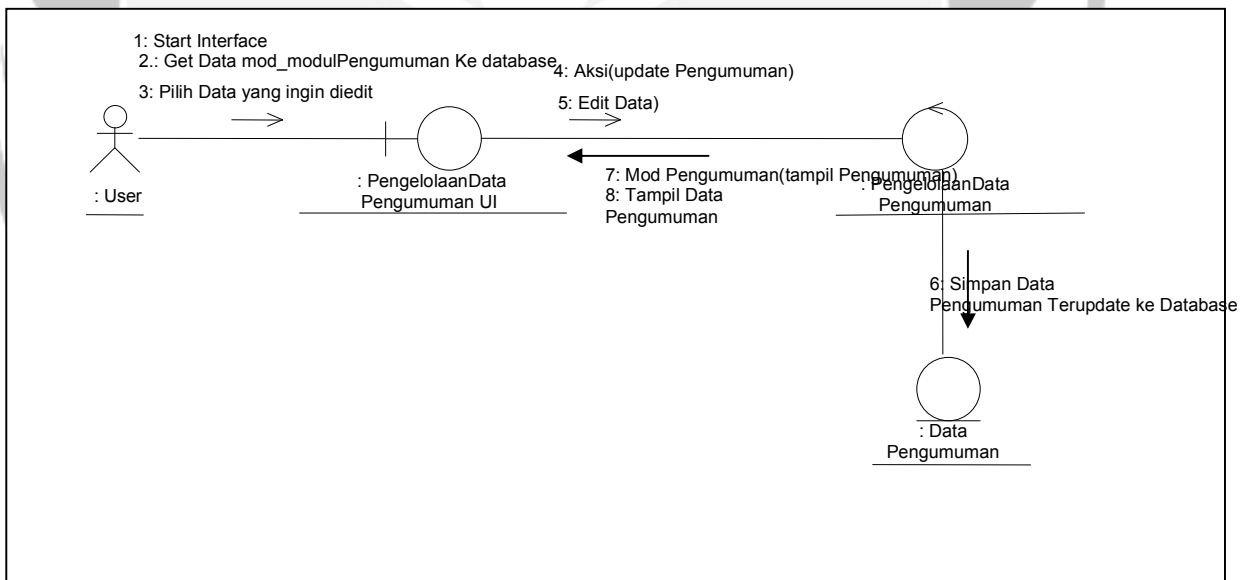 1: Start Interface
2.: Get Data mod_modulPengumuman Ke database
3: Pilih Data yang ingin diedit
4: Aksi(update Pengumuman)
5: Edit Data)
7: Mod Pengumuman(tampil Pengumuman)
8: Tampil Data
Pengumuman
: User
: PengelolaanData
Pengumuman UI
: PengelolaanData
Pengumuman
6: Simpan Data
Pengumuman Terupdate ke Database
: Data
Pengumuman